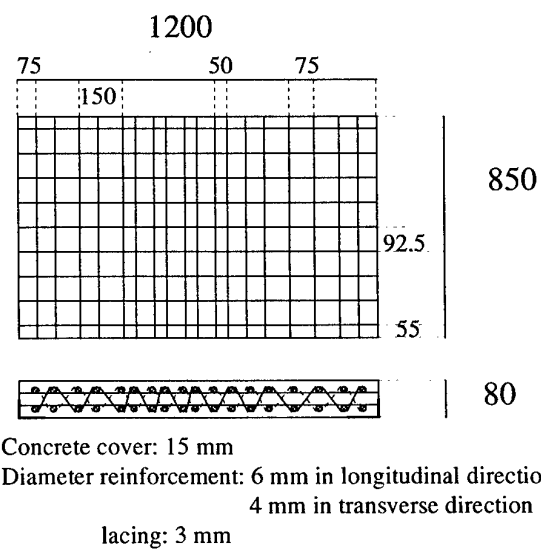 1200
75 50 75
150
850
92.5
55
80
Concrete cover: 15 mm
Diameter reinforcement: 6 mm in longitudinal directio
4 mm in transverse direction
lacing: 3 mm